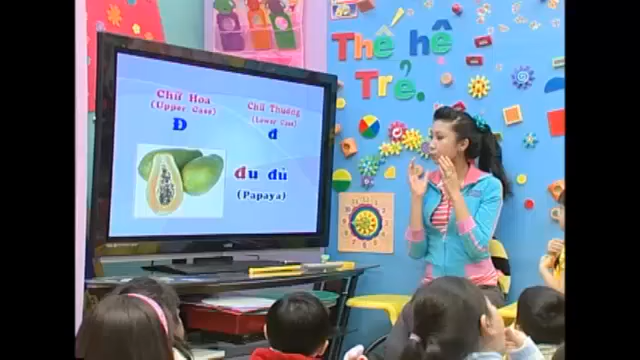 Thế hệ
Trẻ.
Chữ Hoa
(Upper Case)
Đ
Chữ Thường
(Lower Case)
đ
đu đủ
(Papaya)